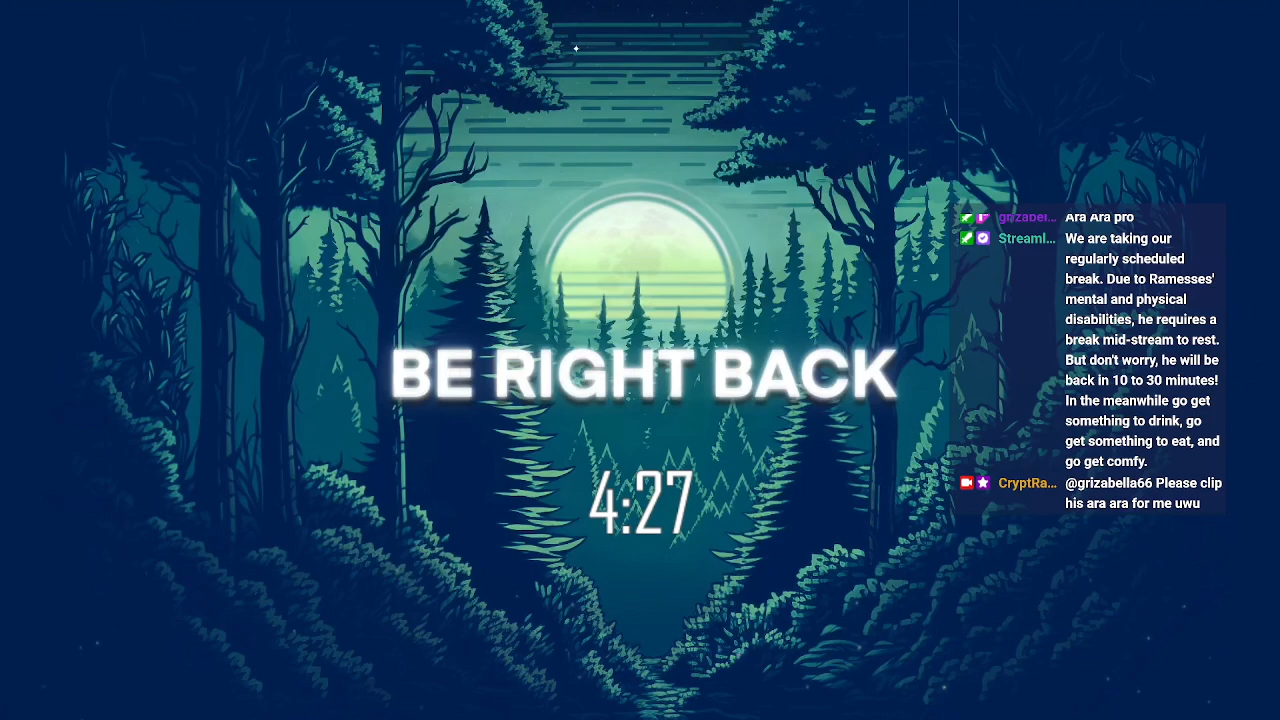 BE RIGHT BACK
4:27
grizabel... Ara Ara pro
Streaml... We are taking our
regularly scheduled
break. Due to Ramesses'
mental and physical
disabilities, he requires a
break mid-stream to rest.
But don't worry, he will be
back in 10 to 30 minutes!
In the meanwhile go get
something to drink, go
get something to eat, and
go get comfy.
CryptRa... @grizabella66 Please clip
his ara ara for me uwu